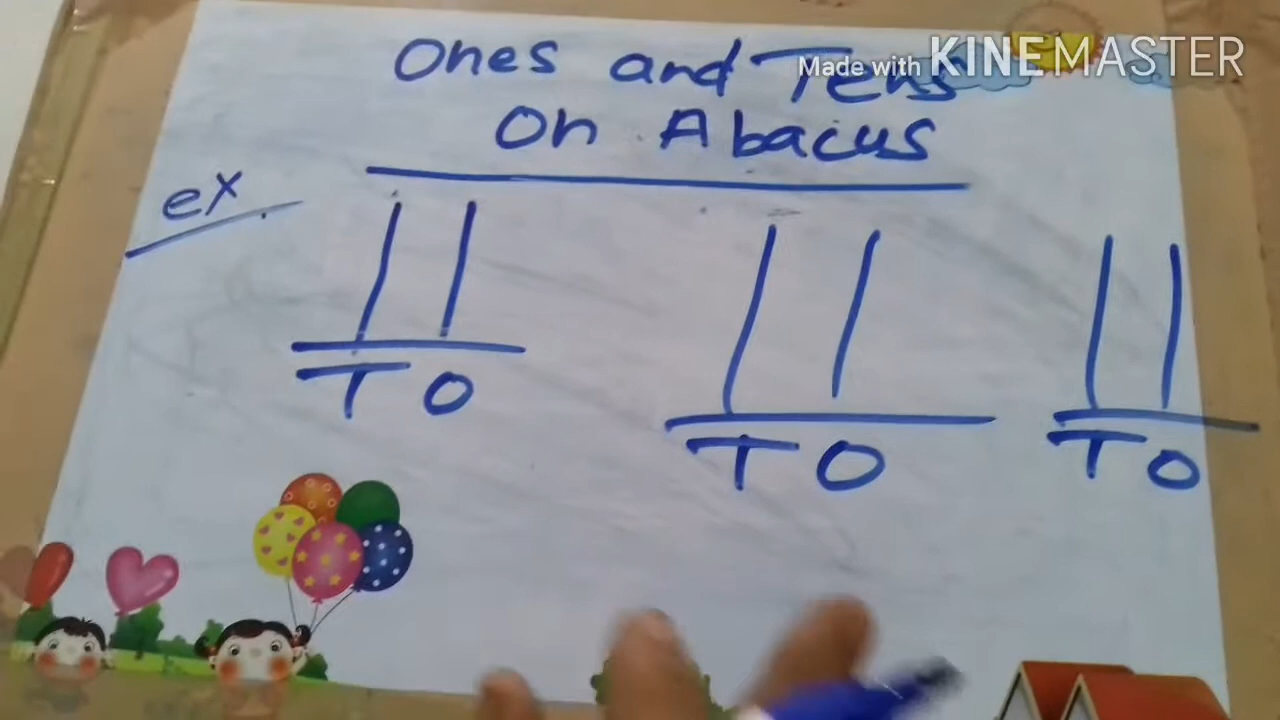 Made with KINEMASTER
Ones and Tens
On Abacus
ex
T O
T O
T O